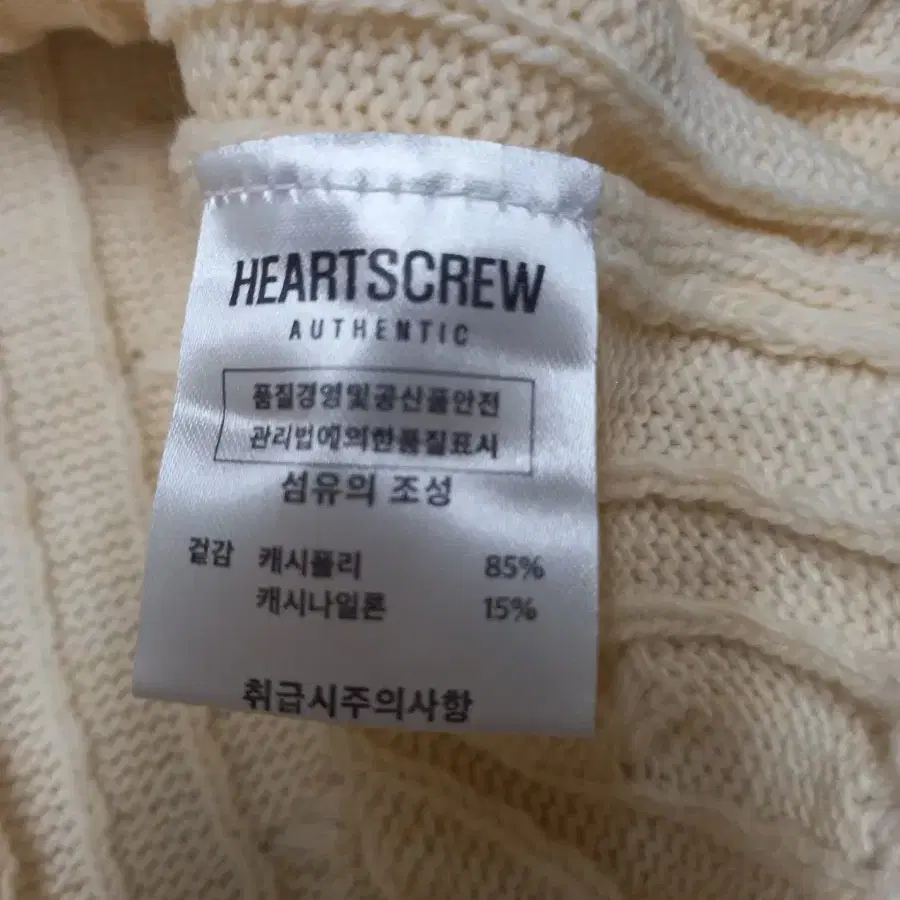 HEARTSCREW
AUTHENTIC
품질경영및공산품안전
관리법에의한품질표시
섬유의 조성
겉감 캐시폴리 85%
캐시나일론 15%
취급시주의사항